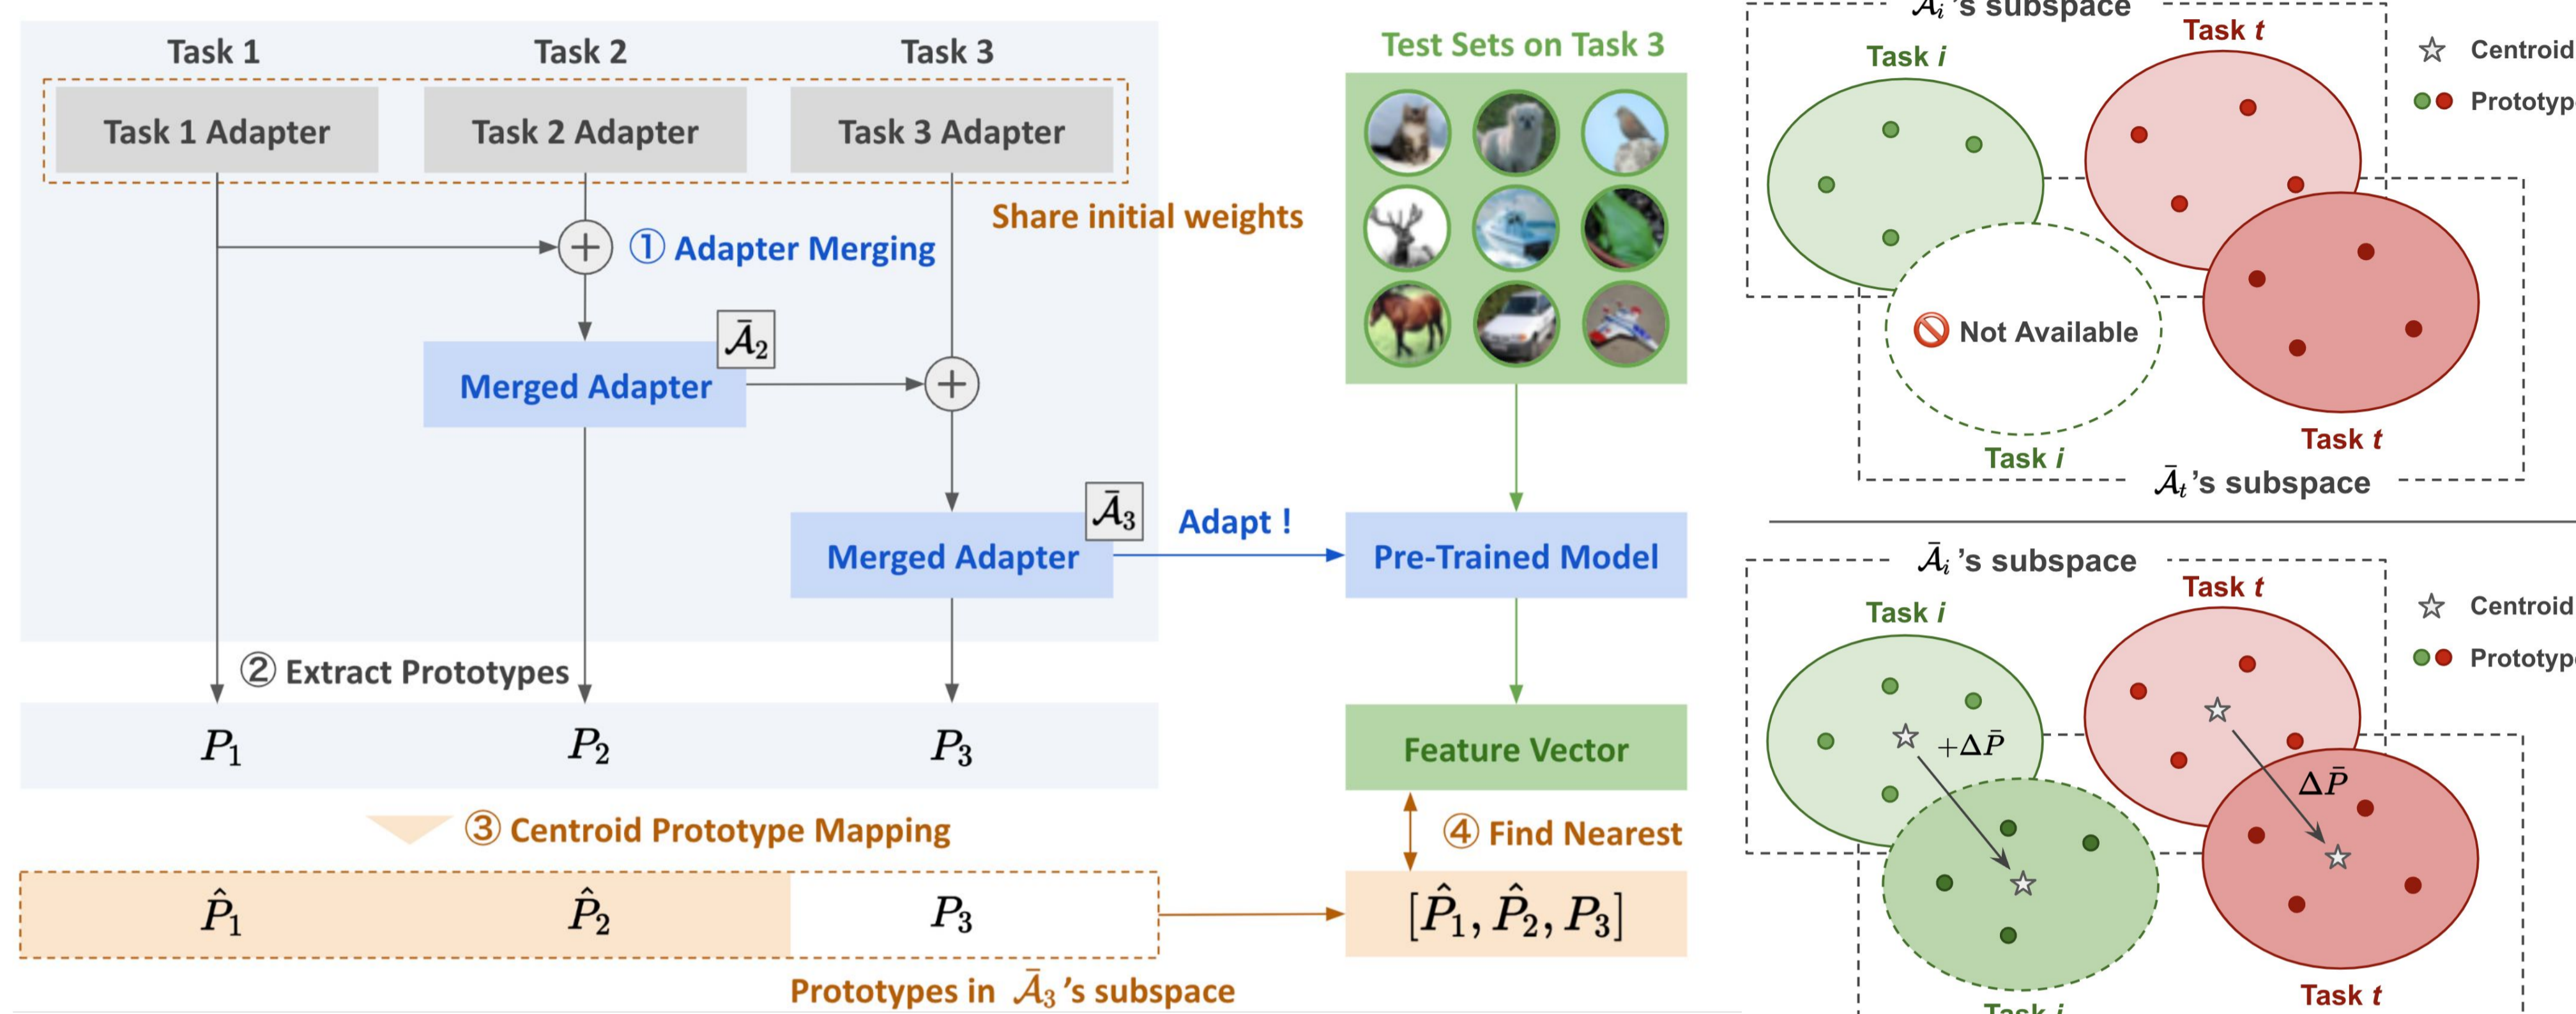 Task 1
Task 2
Task 3
Task 1 Adapter
Task 2 Adapter
Task 3 Adapter
Share initial weights
① Adapter Merging
Ā₂
Merged Adapter
Ā₃
Merged Adapter
Adapt !
② Extract Prototypes
P₁
P₂
P₃
③ Centroid Prototype Mapping
P̂₁
P̂₂
P₃
Prototypes in Ā₃'s subspace
Test Sets on Task 3
Pre-Trained Model
Feature Vector
④ Find Nearest
[P̂₁, P̂₂, P₃]
Āᵢ's subspace
Task i
Task t
Centroid
Prototyp
Not Available
Task i
Task t
Āₜ's subspace
Āᵢ's subspace
Task i
Task t
Centroid
Prototype
+ΔP̄
ΔP̄
Task i
Task t